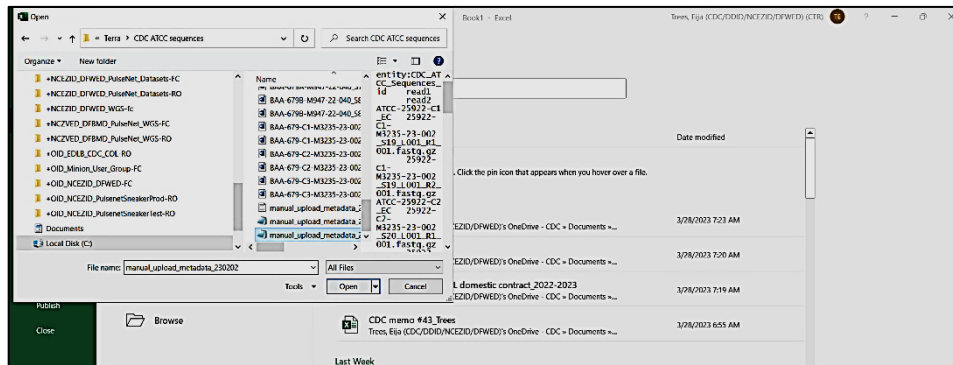 Open
« Terra > CDC ATCC sequences
Search CDC ATCC sequences
Organize
New folder
+NCEZID_DFWED_PulseNet_Datasets-FC
+NCEZID_DFWED_PulseNet_Datasets-RO
+NCEZID_DFWED_WGS-fc
+NCZVED_DFBMD_PulseNet_WGS-FC
+NCZVED_DFBMD_PulseNet_WGS-RO
+OID_EDLB_CDC_COL-RO
+OID_Minion_User_Group-FC
+OID_NCEZID_DFWED-FC
+OID_NCEZID_PulsenetSneakerProd-RO
+OID_NCEZID_PulsenetSneakerTest-RO
Documents
Local Disk (C:)
Name
BAA-679B-M947-22-040_S8
BAA-679B-M947-22-040_S8
BAA-679-C1-M3235-23-002
BAA-679-C1-M3235-23-002
BAA-679-C2-M3235-23-002
BAA-679-C2-M3235-23-002
BAA-679-C3-M3235-23-002
BAA-679-C3-M3235-23-002
manual_upload_metadata_2
manual_upload_metadata_2
manual_upload_metadata_2
entity:CDC_AT
CC_Sequences_
id read1
read2
ATCC-25922-C1
_EC 25922-
C1-
M3235-23-002
_S19_L001_R1_
001.fastq.gz
25922-
C1-
M3235-23-002
_S19_L001_R2_
001.fastq.gz
ATCC-25922-C2
_EC 25922-
C2-
M3235-23-002
_S20_L001_R1_
001.fastq.gz
File name: manual_upload_metadata_230202
All Files
Tools
Open
Cancel
Book1 - Excel
Trees, Eija (CDC/DDID/NCEZID/DFWED) (CTR)
TE
?
Date modified
Click the pin icon that appears when you hover over a file.
3/28/2023 7:23 AM
EZID/DFWED)'s OneDrive - CDC » Documents »...
3/28/2023 7:20 AM
EZID/DFWED)'s OneDrive - CDC » Documents »...
L domestic contract_2022-2023
EZID/DFWED)'s OneDrive - CDC » Documents »...
3/28/2023 7:19 AM
CDC memo #43_Trees
Trees, Eija (CDC/DDID/NCEZID/DFWED)'s OneDrive - CDC » Documents »...
3/28/2023 6:55 AM
Last Week
Publish
Close
Browse